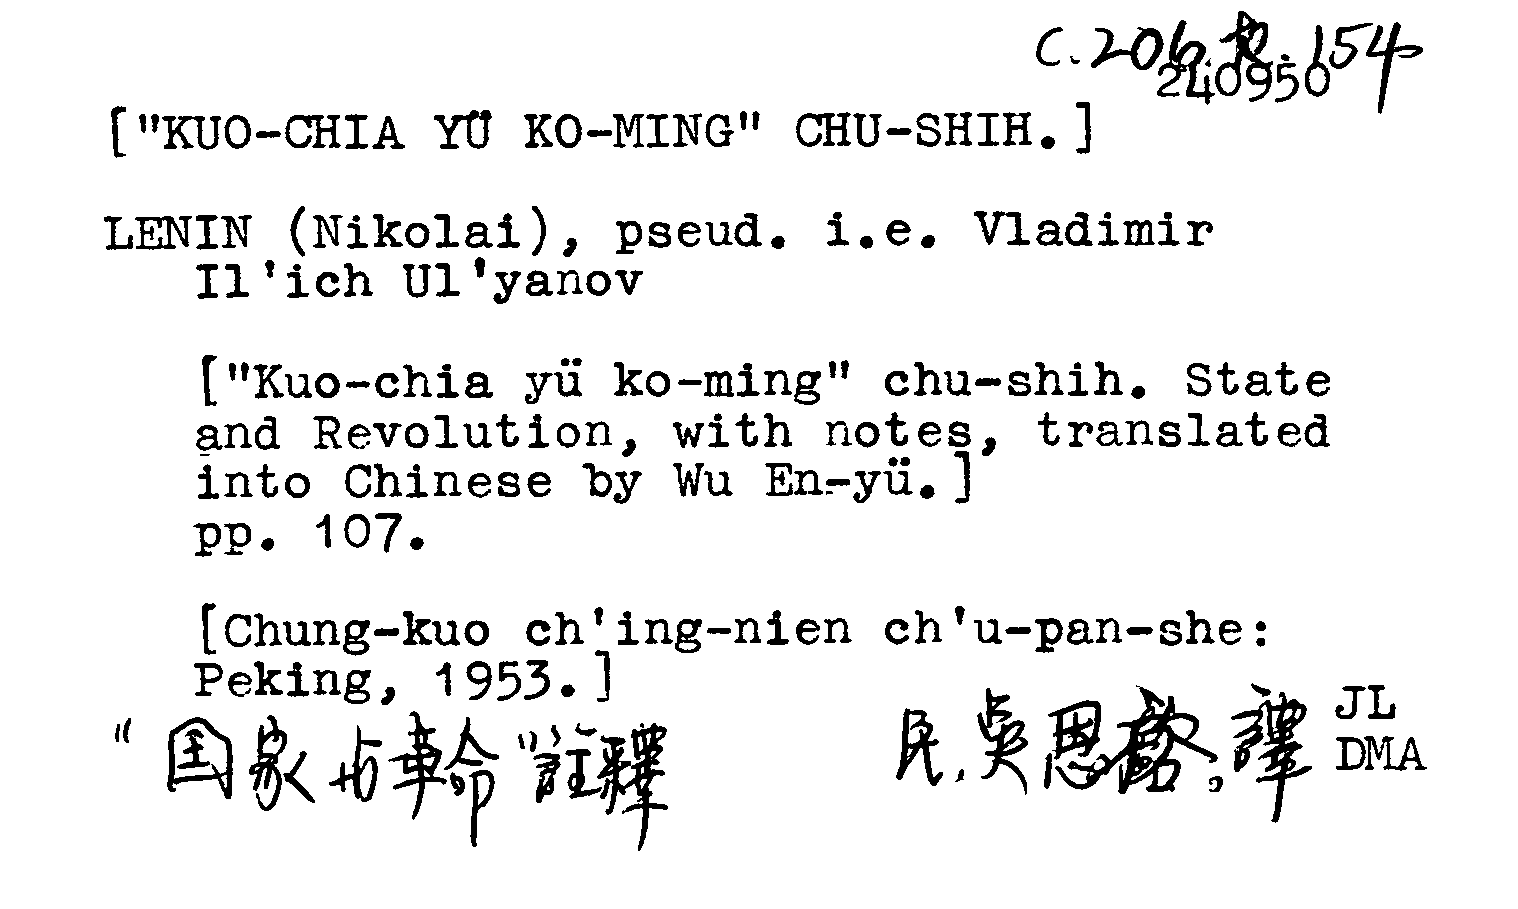 C. 206 154
240950
["KUO-CHIA YÜ KO-MING" CHU-SHIH.]
LENIN (Nikolai), pseud. i.e. Vladimir
Il'ich Ul'yanov
["Kuo-chia yü ko-ming" chu-shih. State
and Revolution, with notes, translated
into Chinese by Wu En-yü.]
pp. 107.
[Chung-kuo ch'ing-nien ch'u-pan-she:
Peking, 1953.]
"国家与革命"註釋 吳恩 譯 JL
DMA